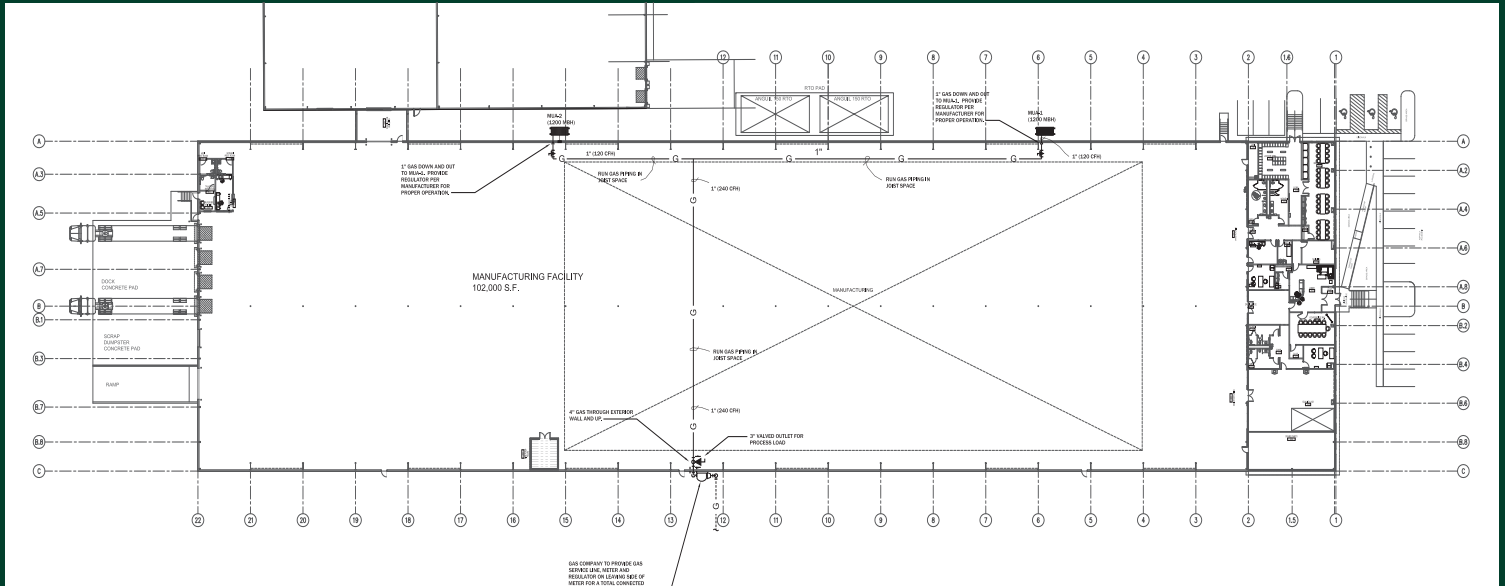 12
11
10
9
8
7
6
5
4
3
2
1.6
1
RTO PAD
ANGUIL 150 RTO
ANGUIL 150 RTO
1" GAS DOWN AND OUT
TO MUA-1. PROVIDE
REGULATOR PER
MANUFACTURER FOR
PROPER OPERATION.
MUA-2
(1200 MBH)
MUA-1
(1200 MBH)
A
A
1" (120 CFH)
G
G
G
1"
G
G
1" (120 CFH)
1" GAS DOWN AND OUT
TO MUA-1. PROVIDE
REGULATOR PER
MANUFACTURER FOR
PROPER OPERATION.
RUN GAS PIPING IN
JOIST SPACE
RUN GAS PIPING IN
JOIST SPACE
A.3
A.2
1" (240 CFH)
G
A.5
A.4
A.6
A.7
MANUFACTURING FACILITY
102,000 S.F.
DOCK
CONCRETE PAD
MANUFACTURING
A.8
B
B
G
B.1
B.2
SCRAP
DUMPSTER
CONCRETE PAD
G
RUN GAS PIPING IN
JOIST SPACE
B.3
B.4
RAMP
B.7
B.6
4" GAS THROUGH EXTERIOR
WALL AND UP.
1" (240 CFH)
G
3" VALVED OUTLET FOR
PROCESS LOAD
B.8
B.8
C
C
G
22
21
20
19
18
17
16
15
14
13
12
11
10
9
8
7
6
5
4
3
2
1.5
1
GAS COMPANY TO PROVIDE GAS
SERVICE LINE, METER AND
REGULATOR ON LEAVING SIDE OF
METER FOR A TOTAL CONNECTED